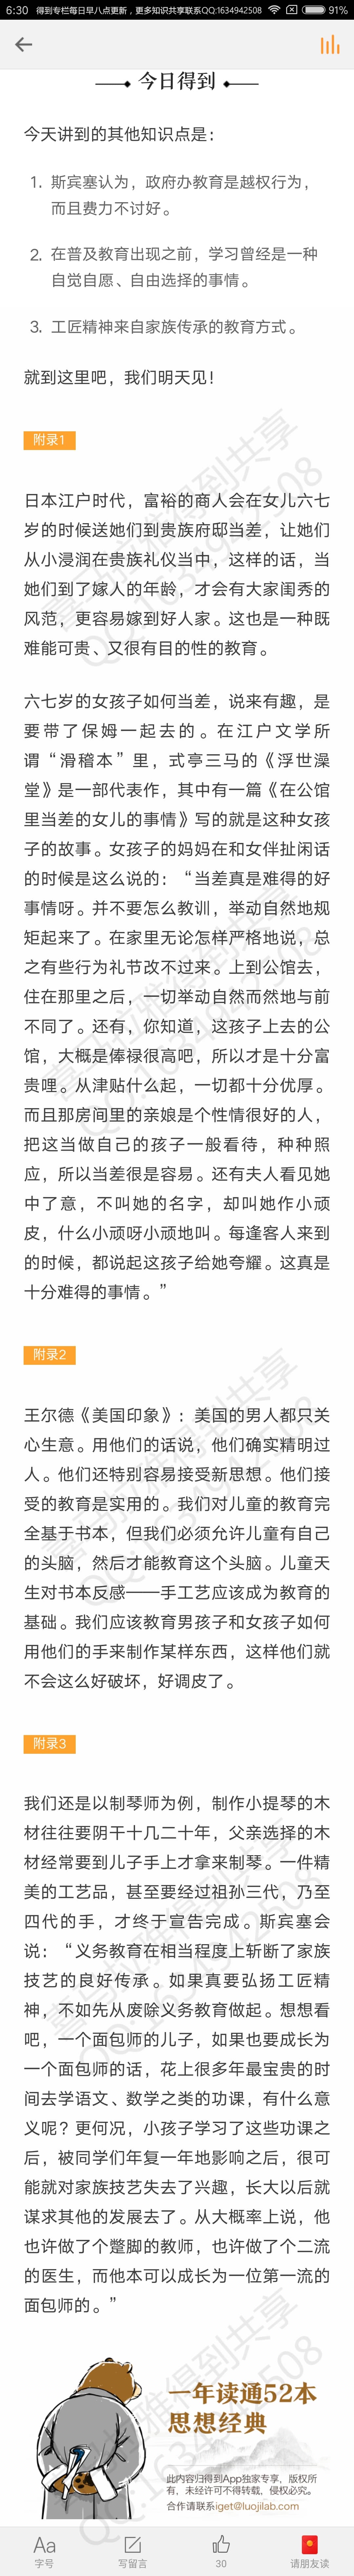 6:30 得到专栏每日早八点更新，更多知识共享联系QQ:1634942508 91%
今日得到
今天讲到的其他知识点是：
1. 斯宾塞认为，政府办教育是越权行为，
而且费力不讨好。
2. 在普及教育出现之前，学习曾经是一种
自觉自愿、自由选择的事情。
3. 工匠精神来自家族传承的教育方式。
就到这里吧，我们明天见！
附录1
日本江户时代，富裕的商人会在女儿六七
岁的时候送她们到贵族府邸当差，让她们
从小浸润在贵族礼仪当中，这样的话，当
她们到了嫁人的年龄，才会有大家闺秀的
风范，更容易嫁到好人家。这也是一种既
难能可贵、又很有目的性的教育。
六七岁的女孩子如何当差，说来有趣，是
要带了保姆一起去的。在江户文学所
谓“滑稽本”里，式亭三马的《浮世澡
堂》是一部代表作，其中有一篇《在公馆
里当差的女儿的事情》写的就是这种女孩
子的故事。女孩子的妈妈在和女伴扯闲话
的时候是这么说的：“当差真是难得的好
事情呀。并不要怎么教训，举动自然地规
矩起来了。在家里无论怎样严格地说，总
之有些行为礼节改不过来。上到公馆去，
住在那里之后，一切举动自然而然地与前
不同了。还有，你知道，这孩子上去的公
馆，大概是俸禄很高吧，所以才是十分富
贵哩。从津贴什么起，一切都十分优厚。
而且那房间里的亲娘是个性情很好的人，
把这当做自己的孩子一般看待，种种照
应，所以当差很是容易。还有夫人看见她
中了意，不叫她的名字，却叫她作小顽
皮，什么小顽呀小顽地叫。每逢客人来到
的时候，都说起这孩子给她夸耀。这真是
十分难得的事情。”
附录2
王尔德《美国印象》：美国的男人都只关
心生意。用他们的话说，他们确实精明过
人。他们还特别容易接受新思想。他们接
受的教育是实用的。我们对儿童的教育完
全基于书本，但我们必须允许儿童有自己
的头脑，然后才能教育这个头脑。儿童天
生对书本反感——手工艺应该成为教育的
基础。我们应该教育男孩子和女孩子如何
用他们的手来制作某样东西，这样他们就
不会这么好破坏，好调皮了。
附录3
我们还是以制琴师为例，制作小提琴的木
材往往要阴干十几二十年，父亲选择的木
材经常要到儿子手上才拿来制琴。一件精
美的工艺品，甚至要经过祖孙三代，乃至
四代的手，才终于宣告完成。斯宾塞会
说：“义务教育在相当程度上斩断了家族
技艺的良好传承。如果真要弘扬工匠精
神，不如先从废除义务教育做起。想想看
吧，一个面包师的儿子，如果也要成长为
一个面包师的话，花上很多年最宝贵的时
间去学语文、数学之类的功课，有什么意
义呢？更何况，小孩子学习了这些功课之
后，被同学们年复一年地影响之后，很可
能就对家族技艺失去了兴趣，长大以后就
谋求其他的发展去了。从大概率上说，他
也许做了个蹩脚的教师，也许做了个二流
的医生，而他本可以成长为一位第一流的
面包师的。”
一年读通52本
思想经典
此内容归得到App独家专享，版权所
有，未经许可不得转载，侵权必究。
合作请联系iget@luojilab.com
Aa
字号 写留言 30 请朋友读